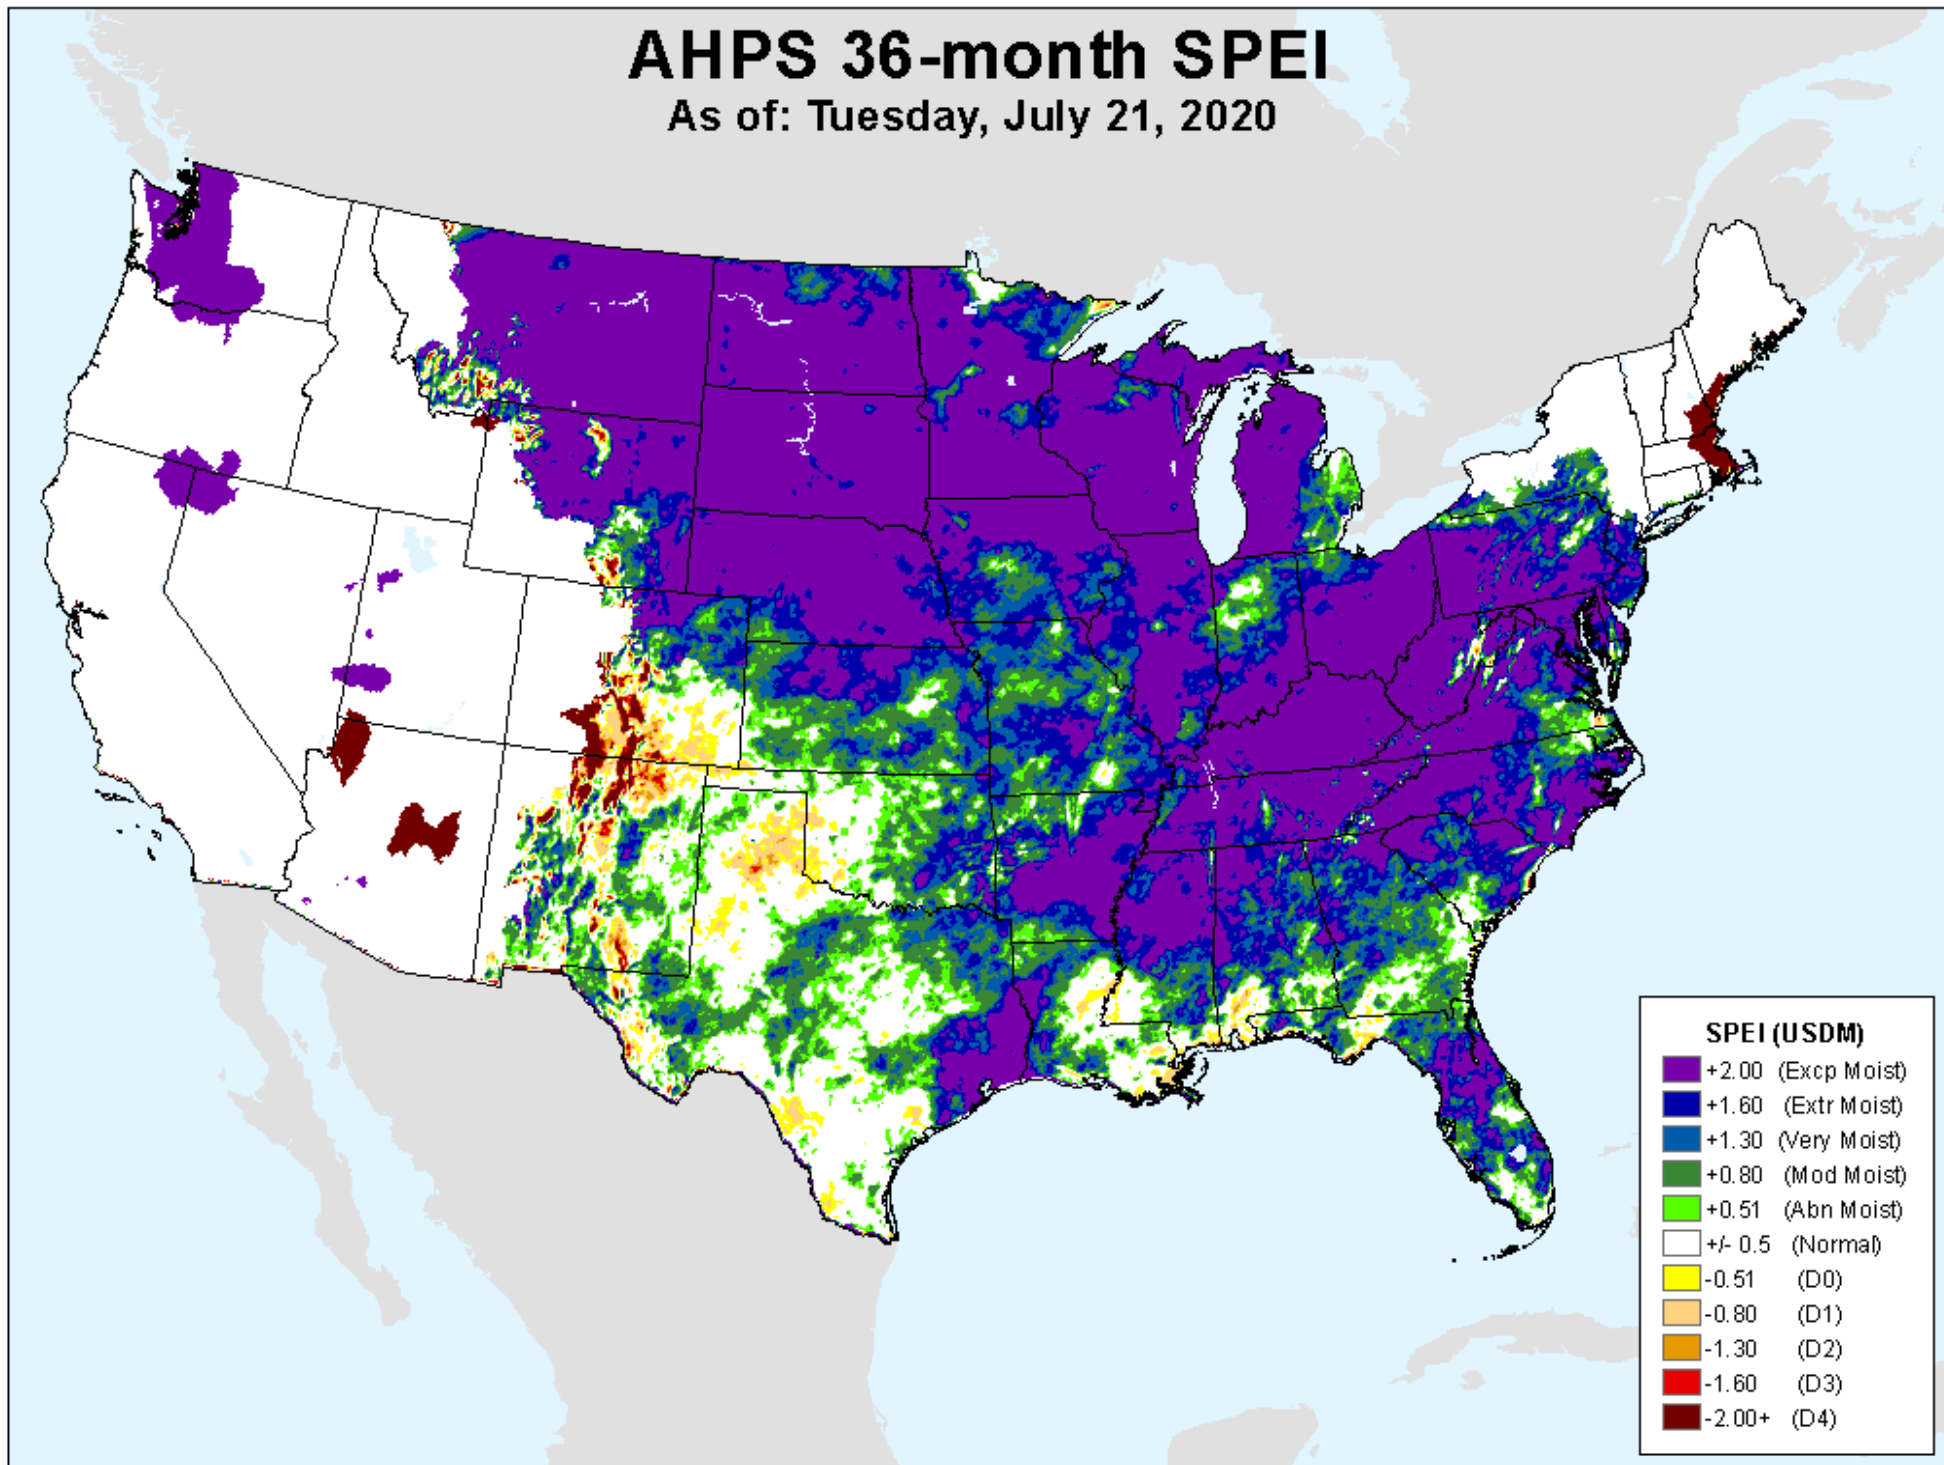 AHPS 36-month SPEI
As of: Tuesday, July 21, 2020
SPEI (USDM)
+2.00 (Excp Moist)
+1.60 (Extr Moist)
+1.30 (Very Moist)
+0.80 (Mod Moist)
+0.51 (Abn Moist)
+/- 0.5 (Normal)
-0.51 (D0)
-0.80 (D1)
-1.30 (D2)
-1.60 (D3)
-2.00+ (D4)